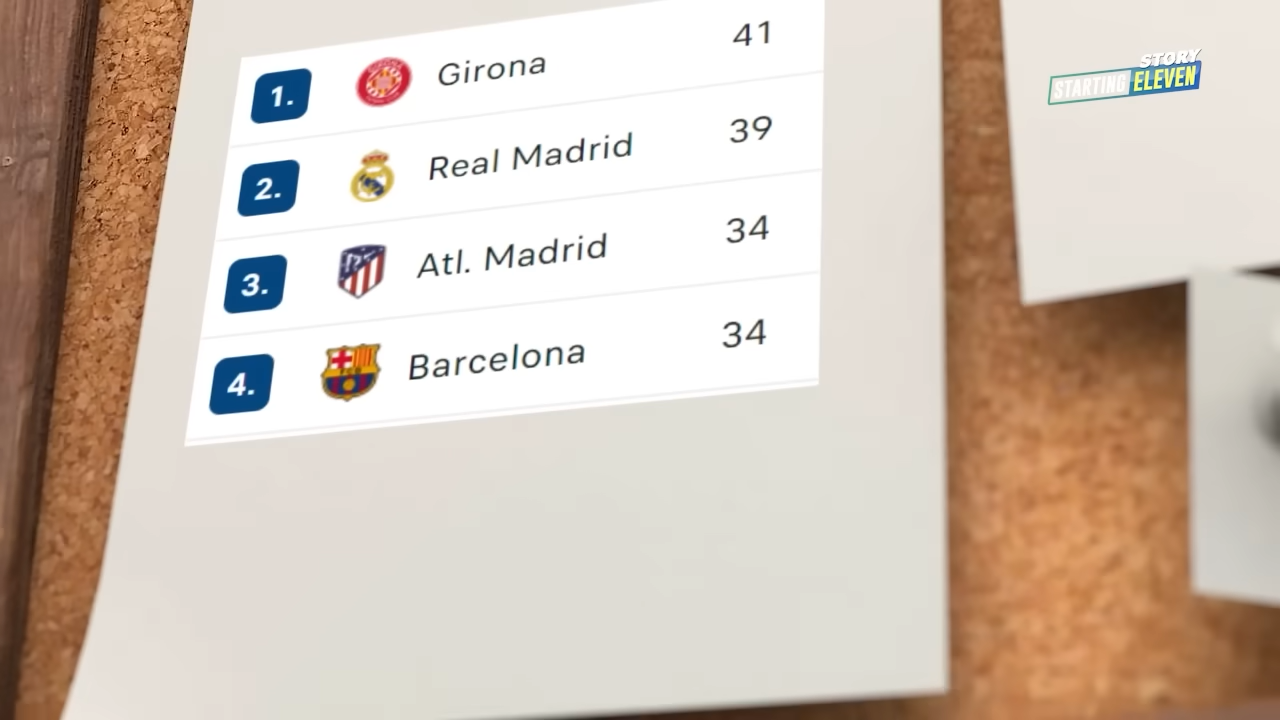 1. Girona 41
2. Real Madrid 39
3. Atl. Madrid 34
4. Barcelona 34
STORY
STARTING ELEVEN